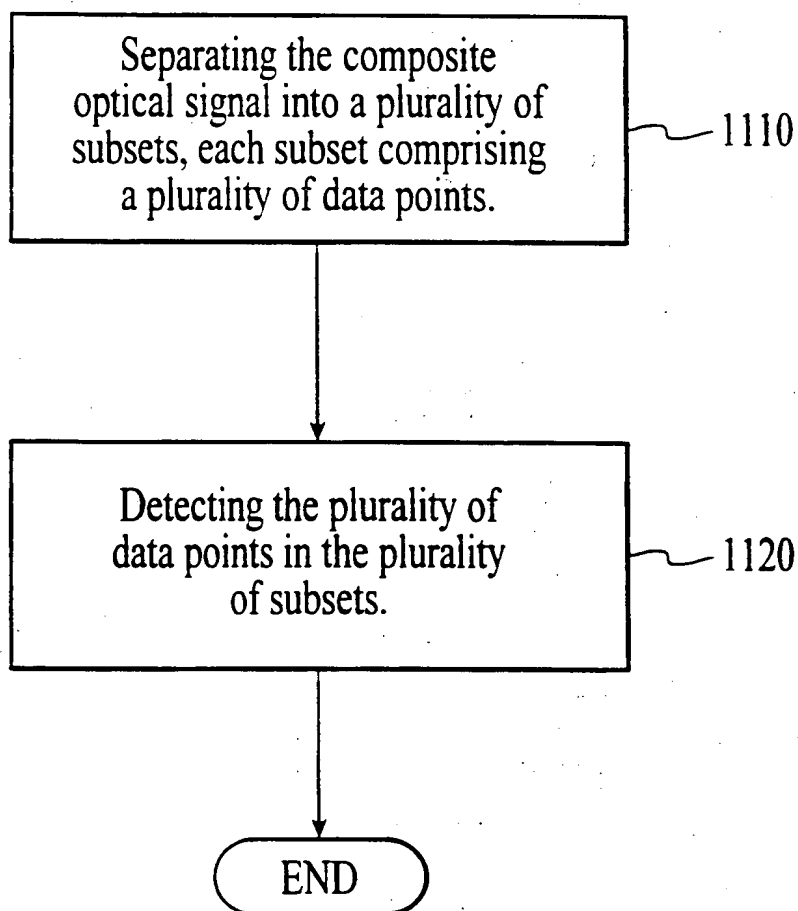 Separating the composite
optical signal into a plurality of
subsets, each subset comprising
a plurality of data points.
1110
Detecting the plurality of
data points in the plurality
of subsets.
1120
END